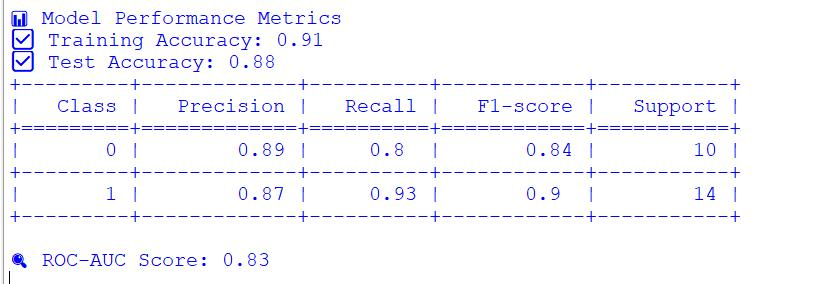 📊 Model Performance Metrics
☑ Training Accuracy: 0.91
☑ Test Accuracy: 0.88
+---------+-------------+----------+------------+-----------+
|   Class |   Precision |   Recall |   F1-score |   Support |
+=========+=============+==========+============+===========+
|       0 |        0.89 |     0.8  |       0.84 |        10 |
+---------+-------------+----------+------------+-----------+
|       1 |        0.87 |     0.93 |       0.9  |        14 |
+---------+-------------+----------+------------+-----------+
🔍 ROC-AUC Score: 0.83